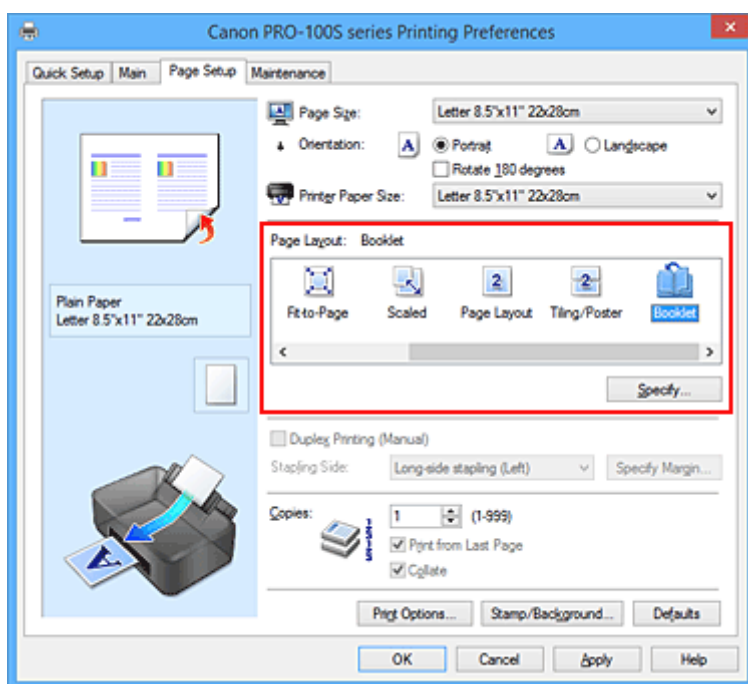 Canon PRO-100S series Printing Preferences
Quick Setup Main Page Setup Maintenance
Page Size: Letter 8.5"x11" 22x28cm
Orientation: A Portrait A Landscape
Rotate 180 degrees
Printer Paper Size: Letter 8.5"x11" 22x28cm
Page Layout: Booklet
Fit-to-Page Scaled Page Layout Tiling/Poster Booklet
Specify...
Plain Paper
Letter 8.5"x11" 22x28cm
Duplex Printing (Manual)
Stapling Side: Long-side stapling (Left) Specify Margin...
Copies: 1 (1-999)
Print from Last Page
Collate
Print Options... Stamp/Background... Defaults
OK Cancel Apply Help